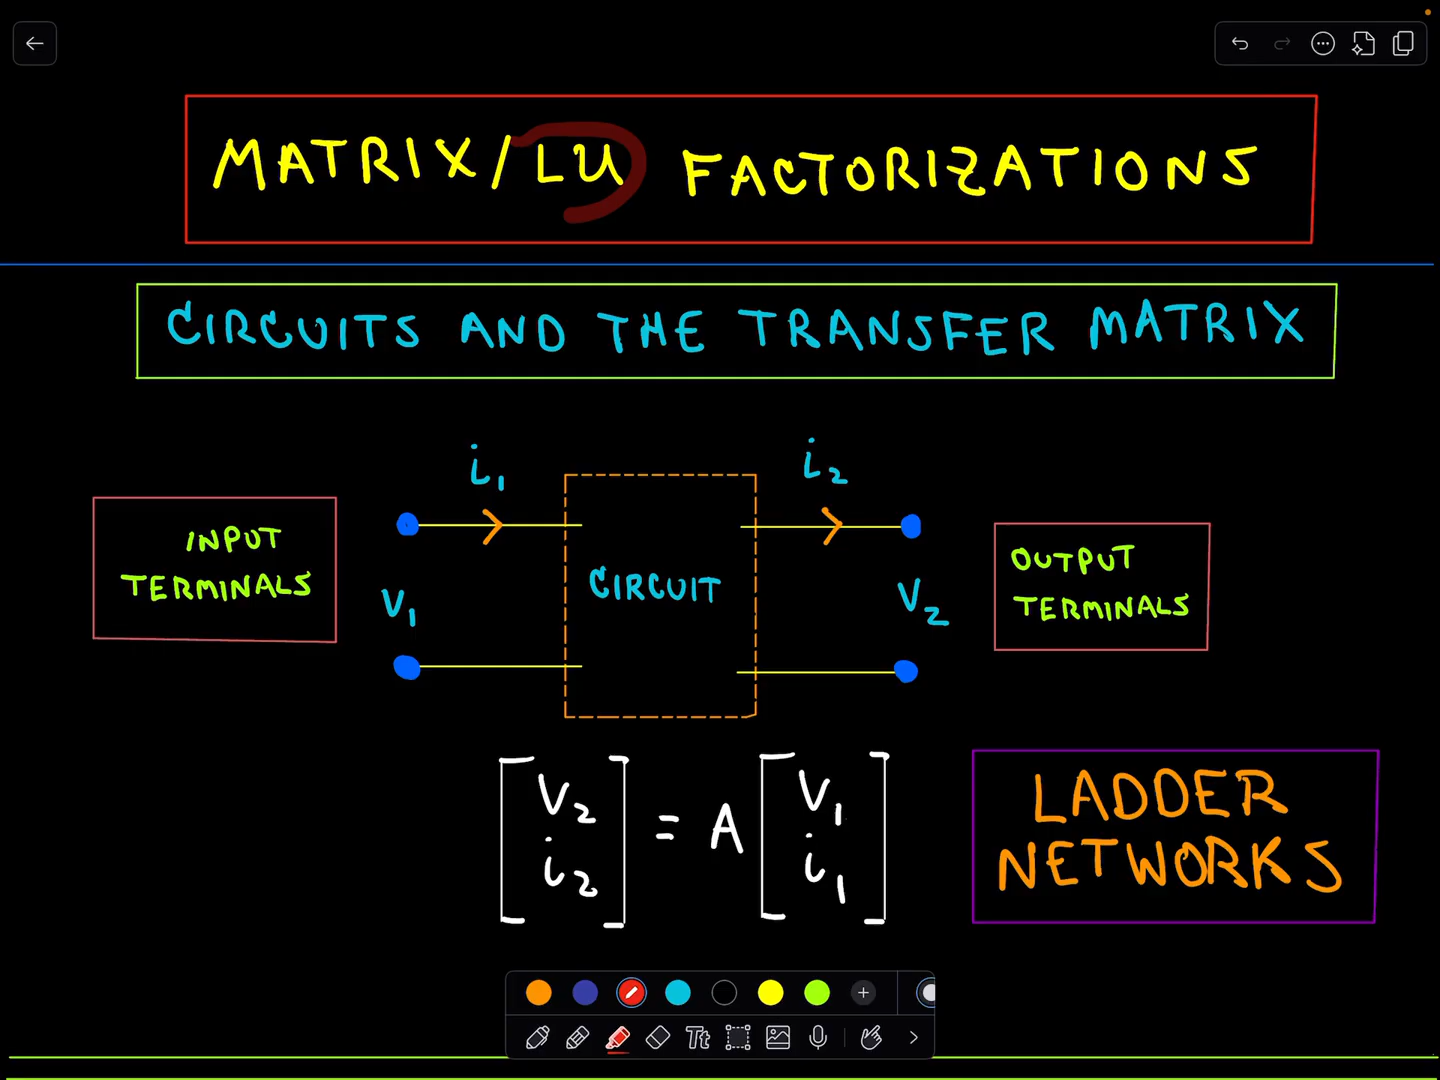 MATRIX/LU FACTORIZATIONS
CIRCUITS AND THE TRANSFER MATRIX
i₁
i₂
INPUT
TERMINALS
V₁
CIRCUIT
V₂
OUTPUT
TERMINALS
[V₂ i₂] = A [V₁ i₁]
LADDER
NETWORKS
Tt